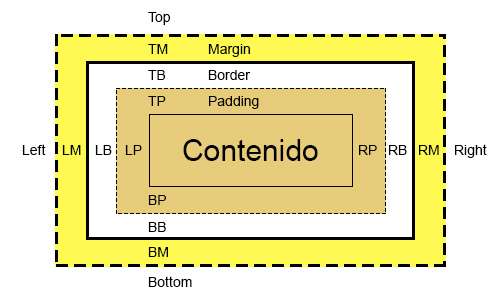 Top
TM Margin
TB Border
TP Padding
Left LM LB LP Contenido RP RB RM Right
BP
BB
BM
Bottom